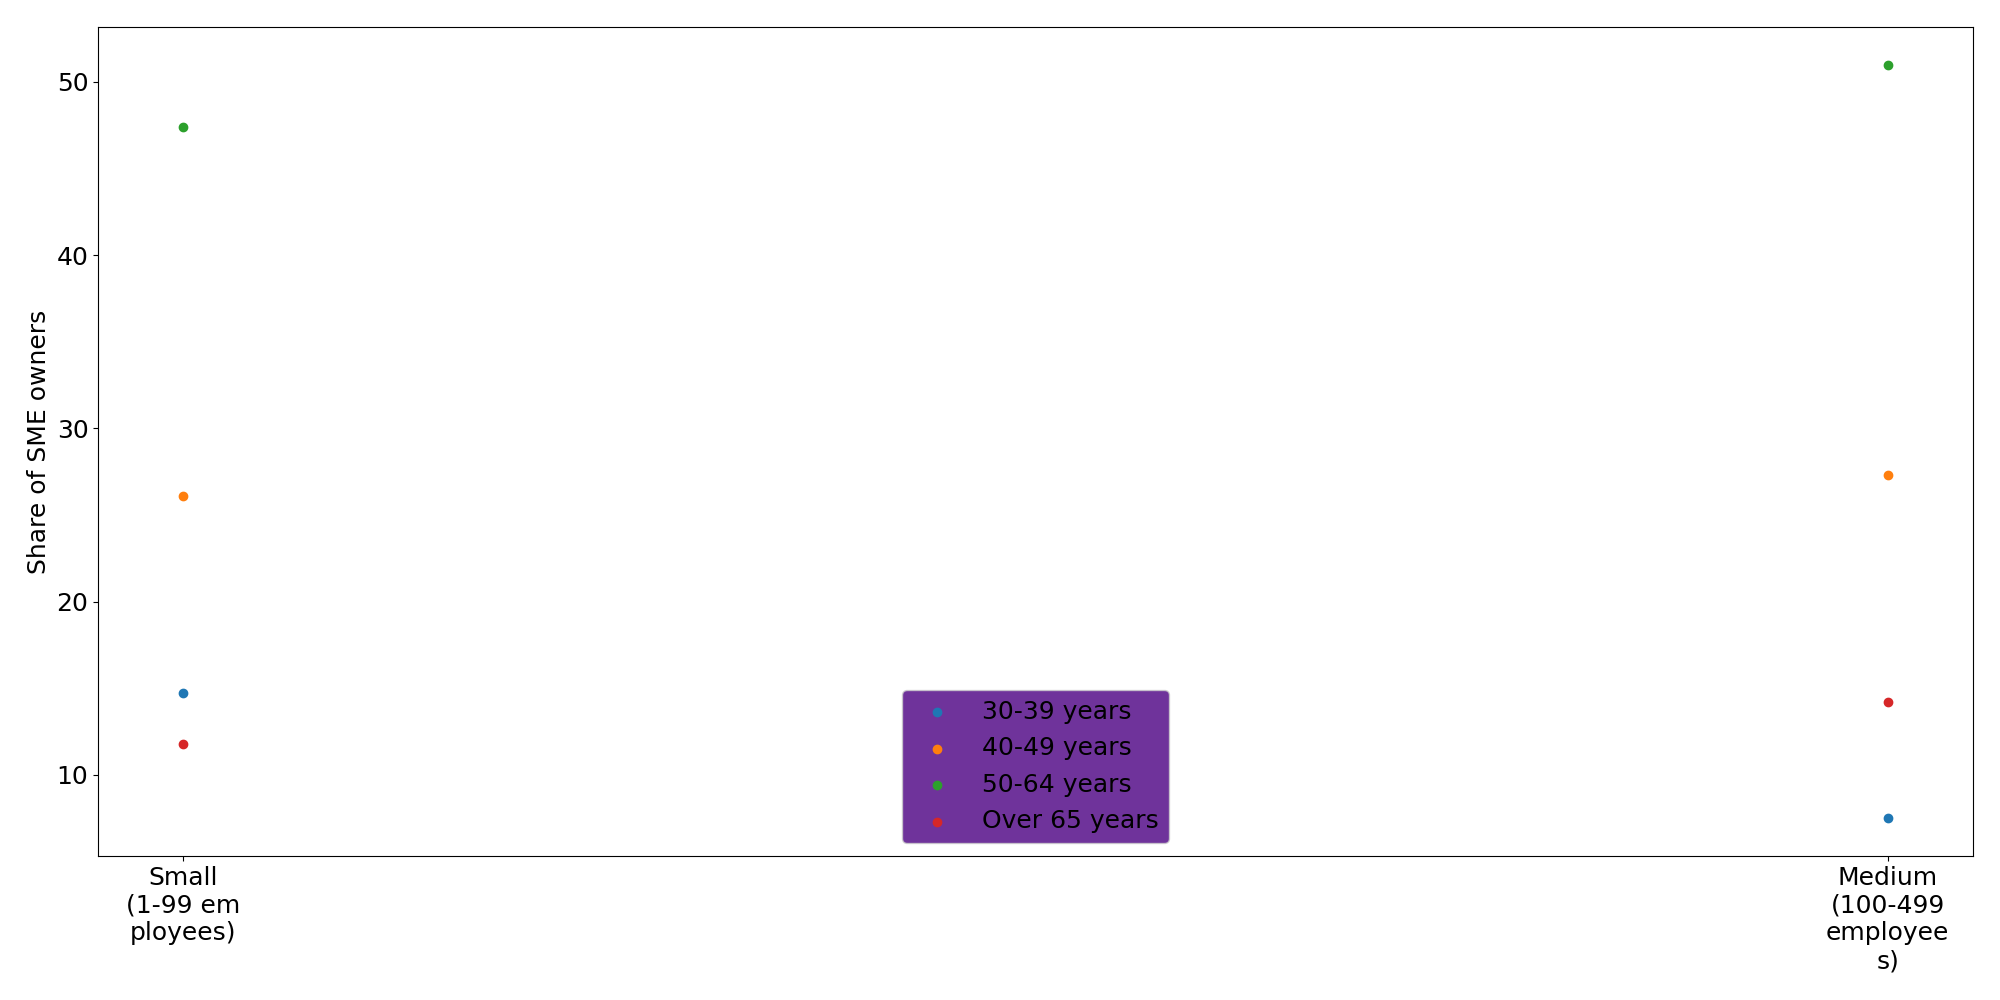 50
40
30
20
10
Share of SME owners
30-39 years
40-49 years
50-64 years
Over 65 years
Small
(1-99 em
ployees)
Medium
(100-499
employee
s)